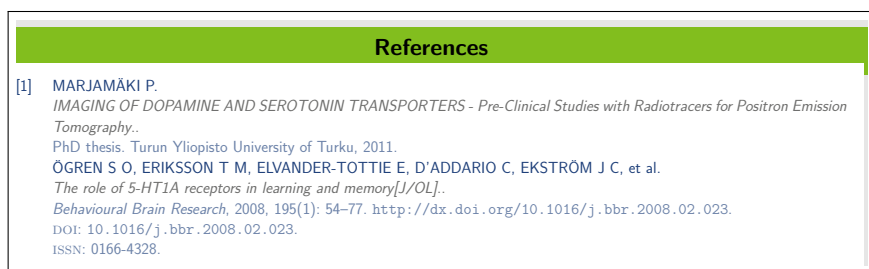 References
[1] MARJAMÄKI P.
IMAGING OF DOPAMINE AND SEROTONIN TRANSPORTERS - Pre-Clinical Studies with Radiotracers for Positron Emission
Tomography..
PhD thesis. Turun Yliopisto University of Turku, 2011.
ÖGREN S O, ERIKSSON T M, ELVANDER-TOTTIE E, D'ADDARIO C, EKSTRÖM J C, et al.
The role of 5-HT1A receptors in learning and memory[J/OL]..
Behavioural Brain Research, 2008, 195(1): 54–77. http://dx.doi.org/10.1016/j.bbr.2008.02.023.
DOI: 10.1016/j.bbr.2008.02.023.
ISSN: 0166-4328.